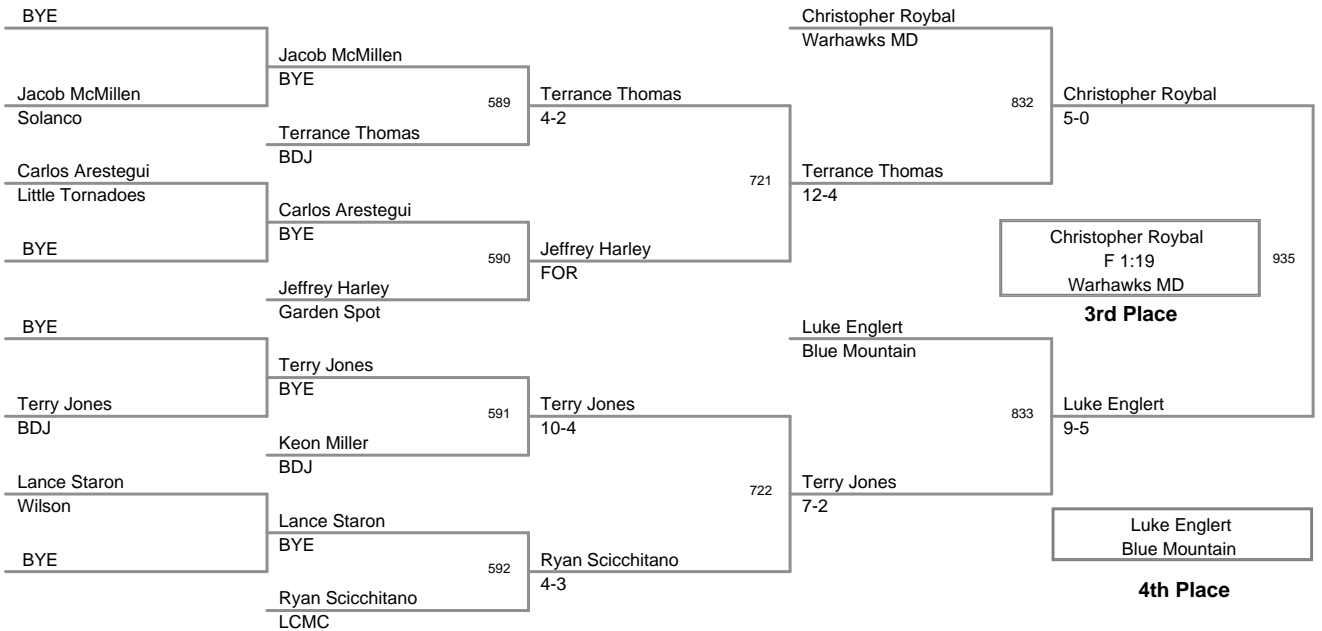 BYE
Jacob McMillen
Solanco
Carlos Arestegui
Little Tornadoes
BYE
BYE
Terry Jones
BDJ
Lance Staron
Wilson
BYE
Jacob McMillen
BYE
589
Terrance Thomas
BDJ
Carlos Arestegui
BYE
590
Jeffrey Harley
Garden Spot
Terry Jones
BYE
591
Keon Miller
BDJ
Lance Staron
BYE
592
Ryan Scicchitano
LCMC
Terrance Thomas
4-2
721
Jeffrey Harley
FOR
Terry Jones
10-4
722
Ryan Scicchitano
4-3
Christopher Roybal
Warhawks MD
832
Terrance Thomas
12-4
Luke Englert
Blue Mountain
833
Terry Jones
7-2
Christopher Roybal
5-0
Christopher Roybal
F 1:19
Warhawks MD
935
3rd Place
Luke Englert
9-5
Luke Englert
Blue Mountain
4th Place